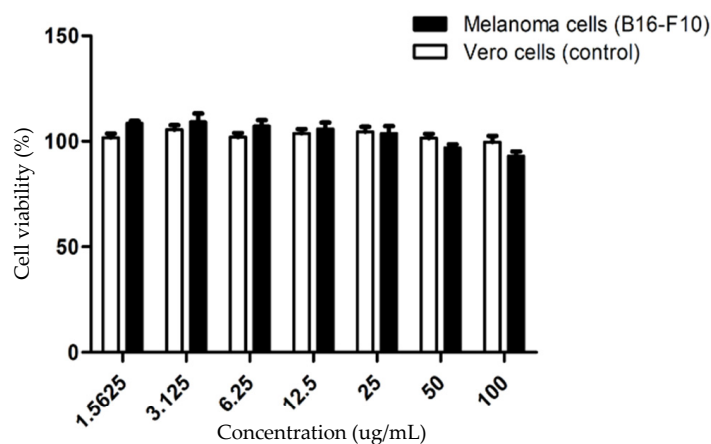 Melanoma cells (B16-F10)
Vero cells (control)
150
100
50
0
Cell viability (%)
1.5625
3.125
6.25
12.5
25
50
100
Concentration (ug/mL)